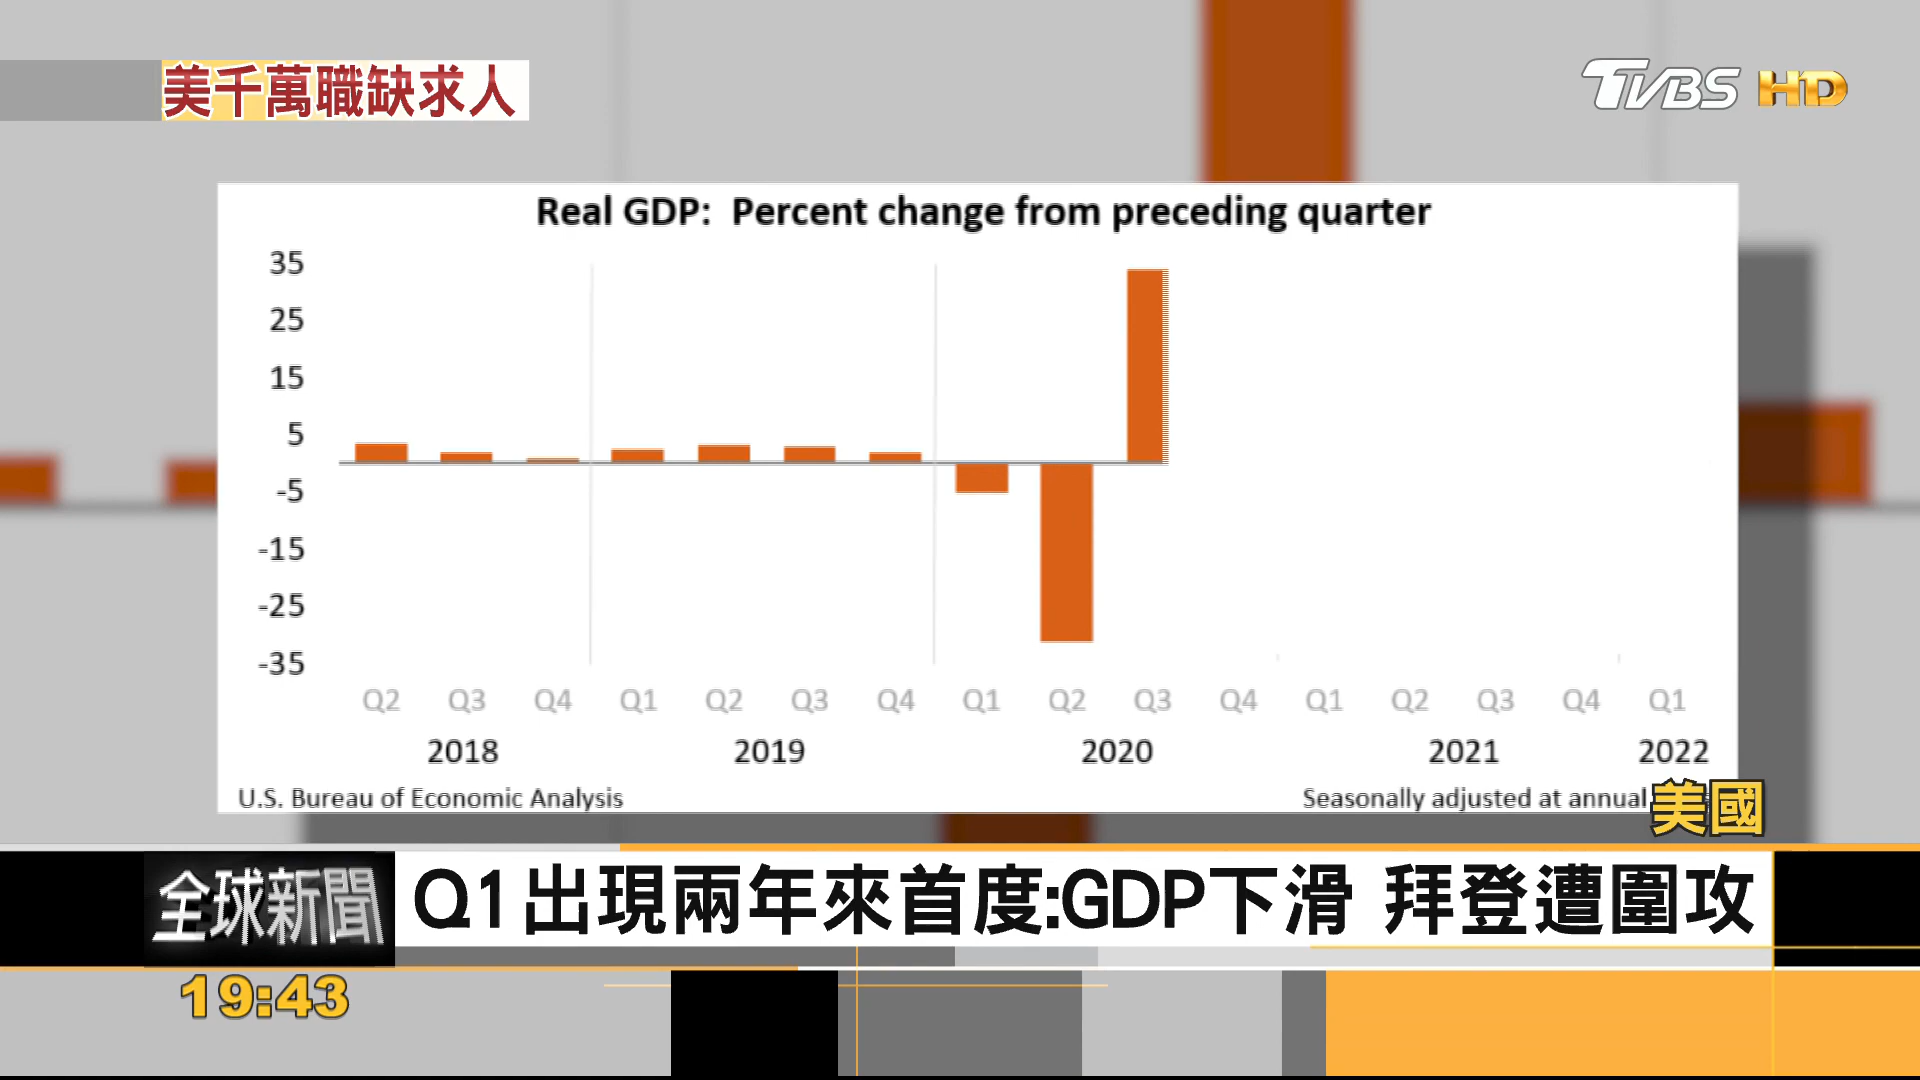 美千萬職缺求人
TVBS HD
Real GDP: Percent change from preceding quarter
35
25
15
5
-5
-15
-25
-35
Q2 Q3 Q4 Q1 Q2 Q3 Q4 Q1 Q2 Q3 Q4 Q1 Q2 Q3 Q4 Q1
2018 2019 2020 2021 2022
U.S. Bureau of Economic Analysis
Seasonally adjusted at annual
美國
全球新聞
Q1出現兩年來首度:GDP下滑 拜登遭圍攻
19:43